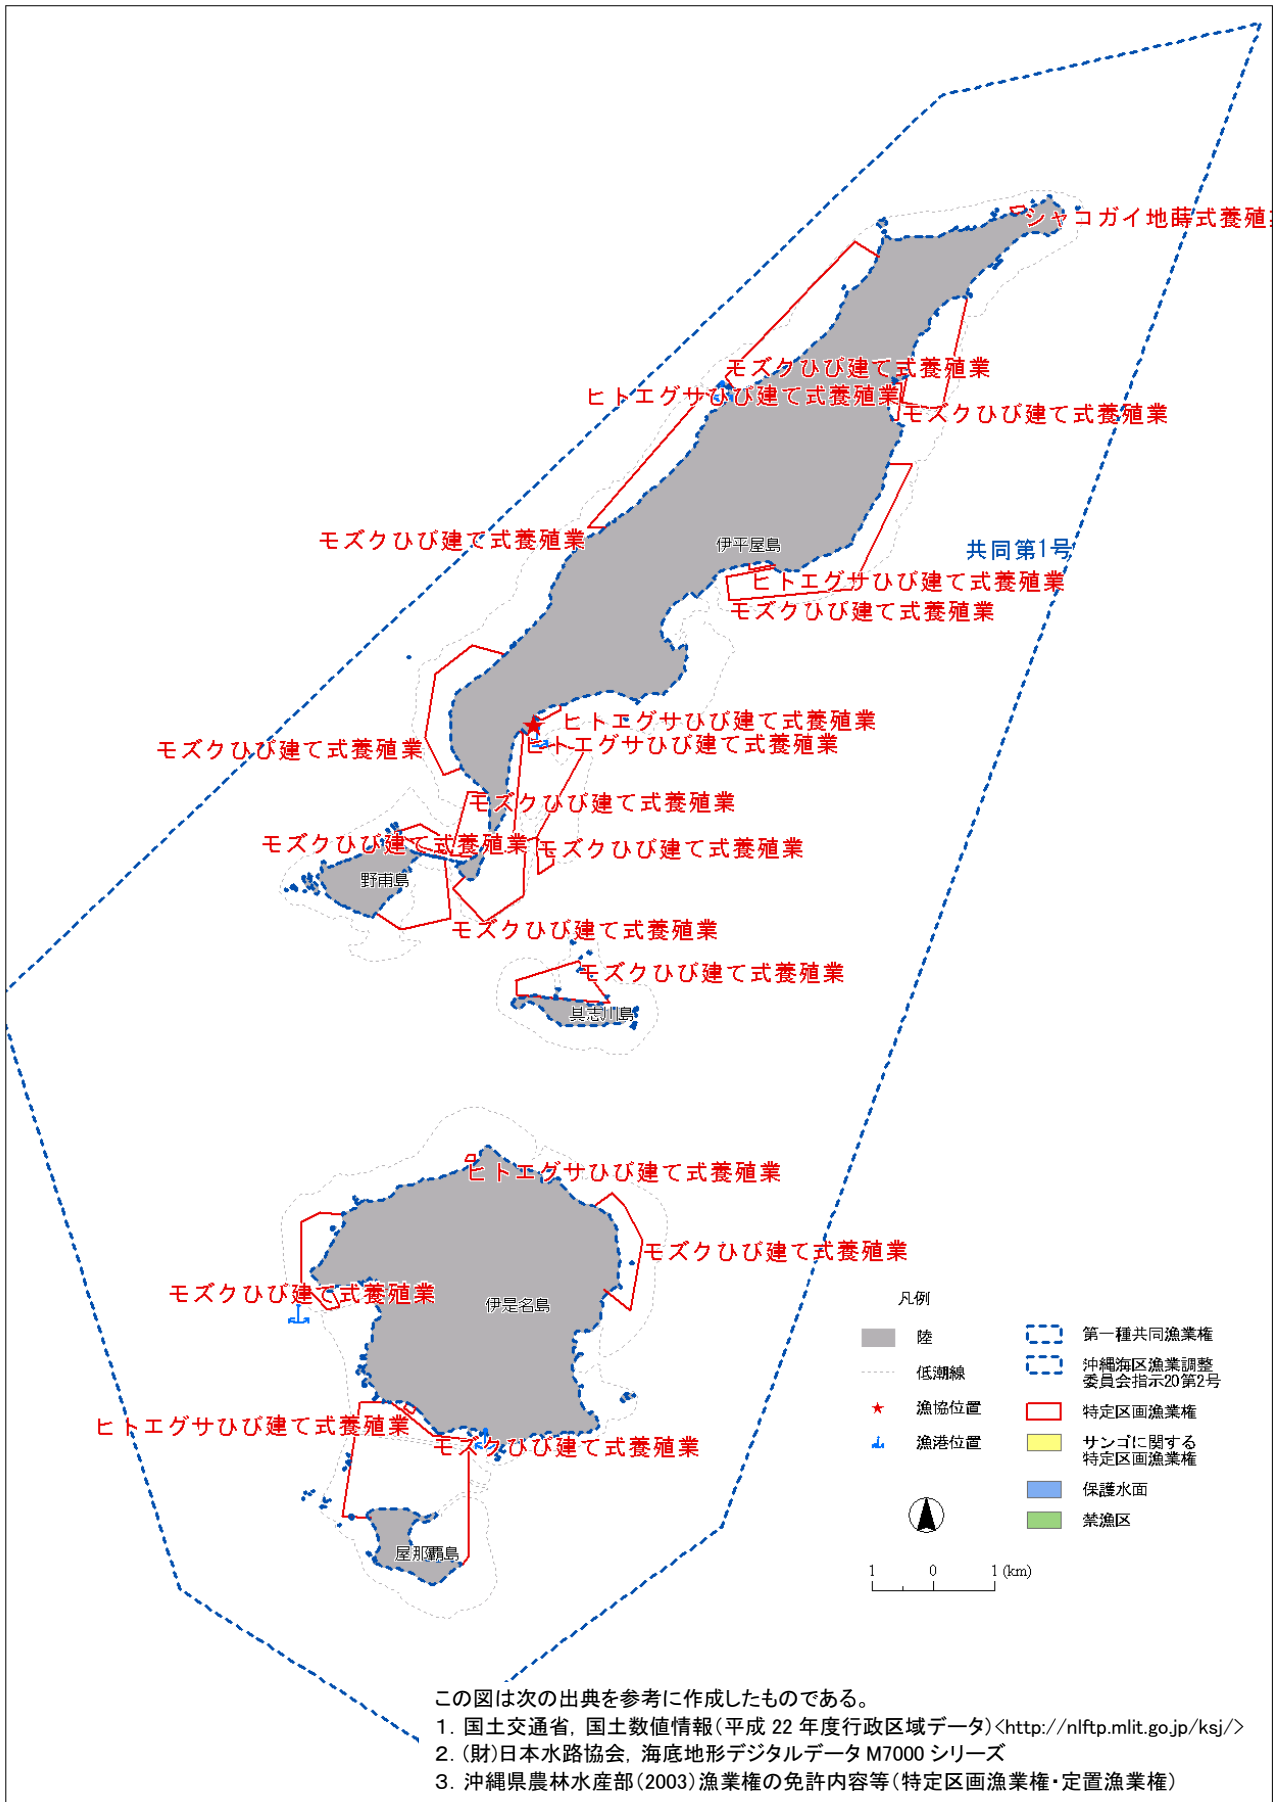 シャコガイ地蒔式養殖
モズクひび建て式養殖業
ヒトエグサひび建て式養殖業
モズクひび建て式養殖業
モズクひび建て式養殖業
伊平屋島
共同第1号
ヒトエグサひび建て式養殖業
モズクひび建て式養殖業
ヒトエグサひび建て式養殖業
ヒトエグサひび建て式養殖業
モズクひび建て式養殖業
モズクひび建て式養殖業
モズクひび建て式養殖業
モズクひび建て式養殖業
野甫島
モズクひび建て式養殖業
モズクひび建て式養殖業
具志川島
ヒトエグサひび建て式養殖業
モズクひび建て式養殖業
モズクひび建て式養殖業
伊是名島
ヒトエグサひび建て式養殖業
モズクひび建て式養殖業
屋那覇島
凡例
陸
低潮線
漁協位置
漁港位置
第一種共同漁業権
沖縄海区漁業調整
委員会指示20第2号
特定区画漁業権
サンゴに関する
特定区画漁業権
保護水面
禁漁区
1 0 1 (km)
この図は次の出典を参考に作成したものである。
1. 国土交通省, 国土数値情報(平成 22 年度行政区域データ)<http://nlftp.mlit.go.jp/ksj/>
2. (財)日本水路協会, 海底地形デジタルデータ M7000 シリーズ
3. 沖縄県農林水産部(2003)漁業権の免許内容等(特定区画漁業権・定置漁業権)